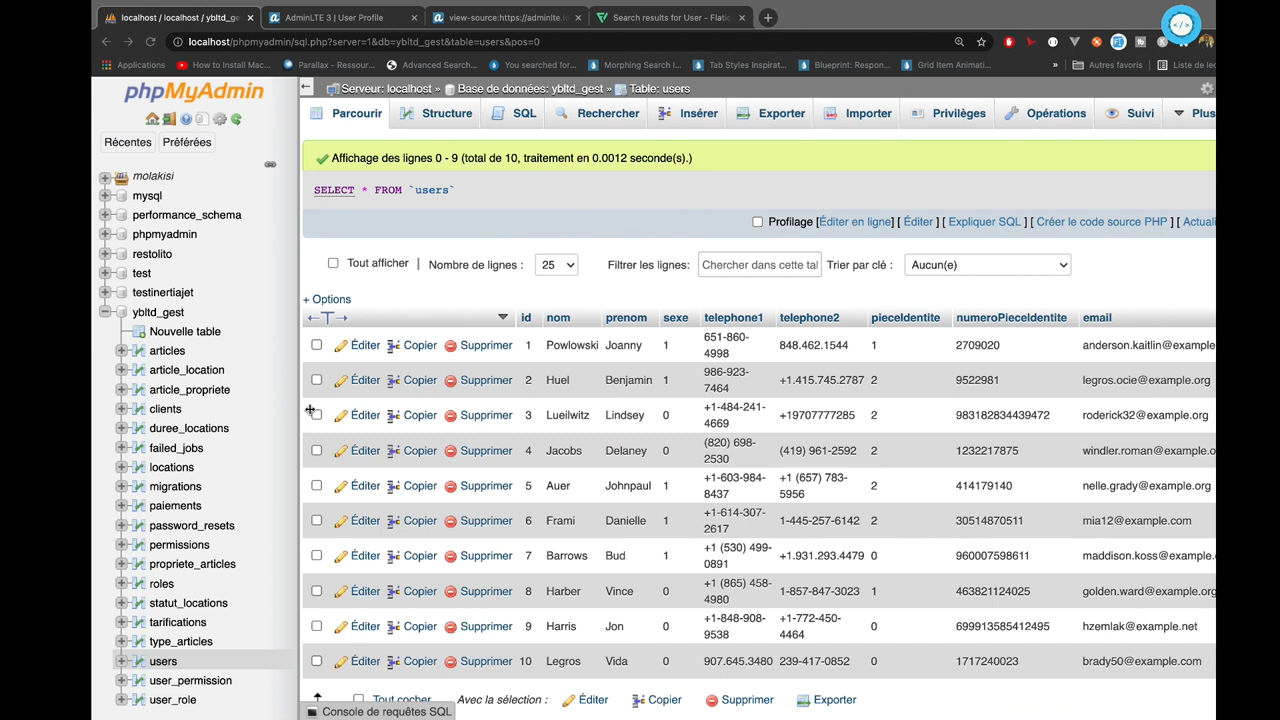 localhost / localhost / ybltd_ge
AdminLTE 3 | User Profile
view-source:https://adminlte.io
Search results for User - Flatic
localhost/phpmyadmin/sql.php?server=1&db=ybltd_gest&table=users&pos=0
Applications How to Install Mac... Parallax - Ressour... Advanced Search... You searched for... Morphing Search I... Tab Styles Inspirat... Blueprint: Respon... Grid Item Animati... » Autres favoris Liste de lec
phpMyAdmin
Récentes Préférées
molakisi
mysql
performance_schema
phpmyadmin
restolito
test
testinertiajet
ybltd_gest
Nouvelle table
articles
article_location
article_propriete
clients
duree_locations
failed_jobs
locations
migrations
paiements
password_resets
permissions
propriete_articles
roles
statut_locations
tarifications
type_articles
users
user_permission
user_role
Serveur: localhost » Base de données: ybltd_gest » Table: users
Parcourir Structure SQL Rechercher Insérer Exporter Importer Privilèges Opérations Suivi Plus
Affichage des lignes 0 - 9 (total de 10, traitement en 0.0012 seconde(s).)
SELECT * FROM `users`
Profilage [Éditer en ligne] [ Éditer ] [ Expliquer SQL ] [ Créer le code source PHP ] [ Actuali
Tout afficher | Nombre de lignes : 25 Filtrer les lignes: Chercher dans cette tal Trier par clé : Aucun(e)
+ Options
←T→ id nom prenom sexe telephone1 telephone2 pieceIdentite numeroPieceIdentite email
Éditer Copier Supprimer 1 Powlowski Joanny 1 651-860-4998 848.462.1544 1 2709020 anderson.kaitlin@example
Éditer Copier Supprimer 2 Huel Benjamin 1 986-923-7464 +1.415.745.2787 2 9522981 legros.ocie@example.org
Éditer Copier Supprimer 3 Lueilwitz Lindsey 0 +1-484-241-4669 +19707777285 2 983182834439472 roderick32@example.org
Éditer Copier Supprimer 4 Jacobs Delaney 0 (820) 698-2530 (419) 961-2592 2 1232217875 windler.roman@example.o
Éditer Copier Supprimer 5 Auer Johnpaul 1 +1-603-984-8437 +1 (657) 783-5956 2 414179140 nelle.grady@example.org
Éditer Copier Supprimer 6 Frami Danielle 1 +1-614-307-2617 1-445-257-6142 2 30514870511 mia12@example.com
Éditer Copier Supprimer 7 Barrows Bud 1 +1 (530) 499-0891 +1.931.293.4479 0 960007598611 maddison.koss@example.
Éditer Copier Supprimer 8 Harber Vince 0 +1 (865) 458-4980 1-857-847-3023 1 463821124025 golden.ward@example.org
Éditer Copier Supprimer 9 Harris Jon 0 +1-848-908-9538 +1-772-450-4464 0 699913585412495 hzemlak@example.net
Éditer Copier Supprimer 10 Legros Vida 0 907.645.3480 239-417-0852 0 1717240023 brady50@example.com
Tout cocher Avec la sélection : Éditer Copier Supprimer Exporter
Console de requêtes SQL